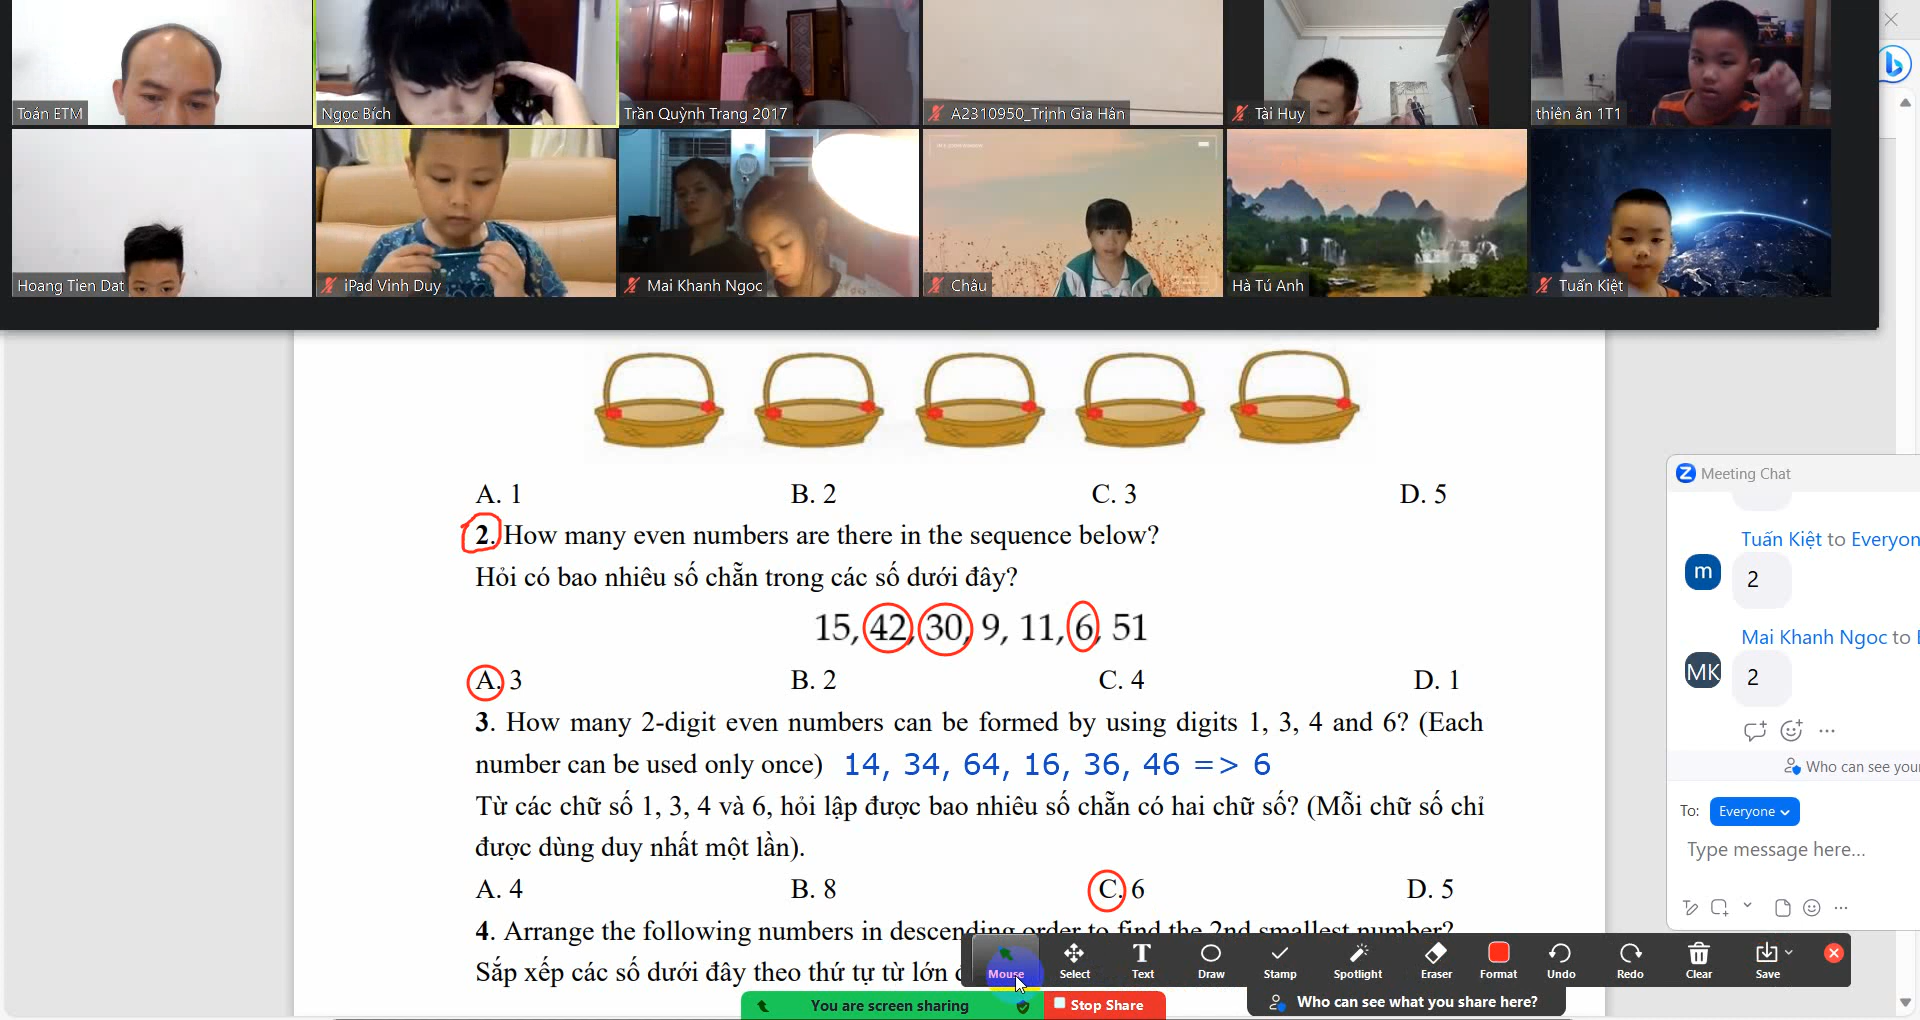 Toán ETM
Ngọc Bích
Trần Quỳnh Trang 2017
A2310950_Trịnh Gia Hân
Tài Huy
thiên ân 1T1
Hoang Tien Dat
iPad Vinh Duy
Mai Khanh Ngoc
Châu
Hà Tú Anh
Tuấn Kiệt
A. 1 B. 2 C. 3 D. 5
2. How many even numbers are there in the sequence below?
Hỏi có bao nhiêu số chẵn trong các số dưới đây?
15, 42, 30, 9, 11, 6, 51
A. 3 B. 2 C. 4 D. 1
3. How many 2-digit even numbers can be formed by using digits 1, 3, 4 and 6? (Each
number can be used only once) 14, 34, 64, 16, 36, 46 => 6
Từ các chữ số 1, 3, 4 và 6, hỏi lập được bao nhiêu số chẵn có hai chữ số? (Mỗi chữ số chỉ
được dùng duy nhất một lần).
A. 4 B. 8 C. 6 D. 5
4. Arrange the following numbers in descending order to find the 2nd smallest number?
Sắp xếp các số dưới đây theo thứ tự từ lớn
Meeting Chat
Tuấn Kiệt to Everyon
m
2
Mai Khanh Ngoc to
MK
2
Who can see your
To: Everyone
Type message here...
Mouse Select Text Draw Stamp Spotlight Eraser Format Undo Redo Clear Save
You are screen sharing Stop Share
Who can see what you share here?